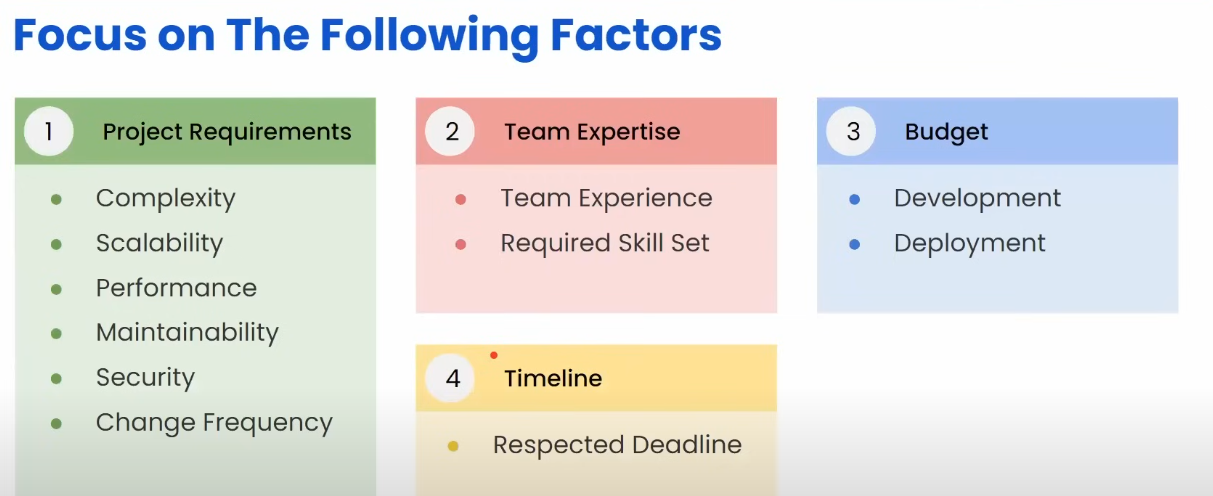 Focus on The Following Factors
1 Project Requirements
Complexity
Scalability
Performance
Maintainability
Security
Change Frequency
2 Team Expertise
Team Experience
Required Skill Set
3 Budget
Development
Deployment
4 Timeline
Respected Deadline